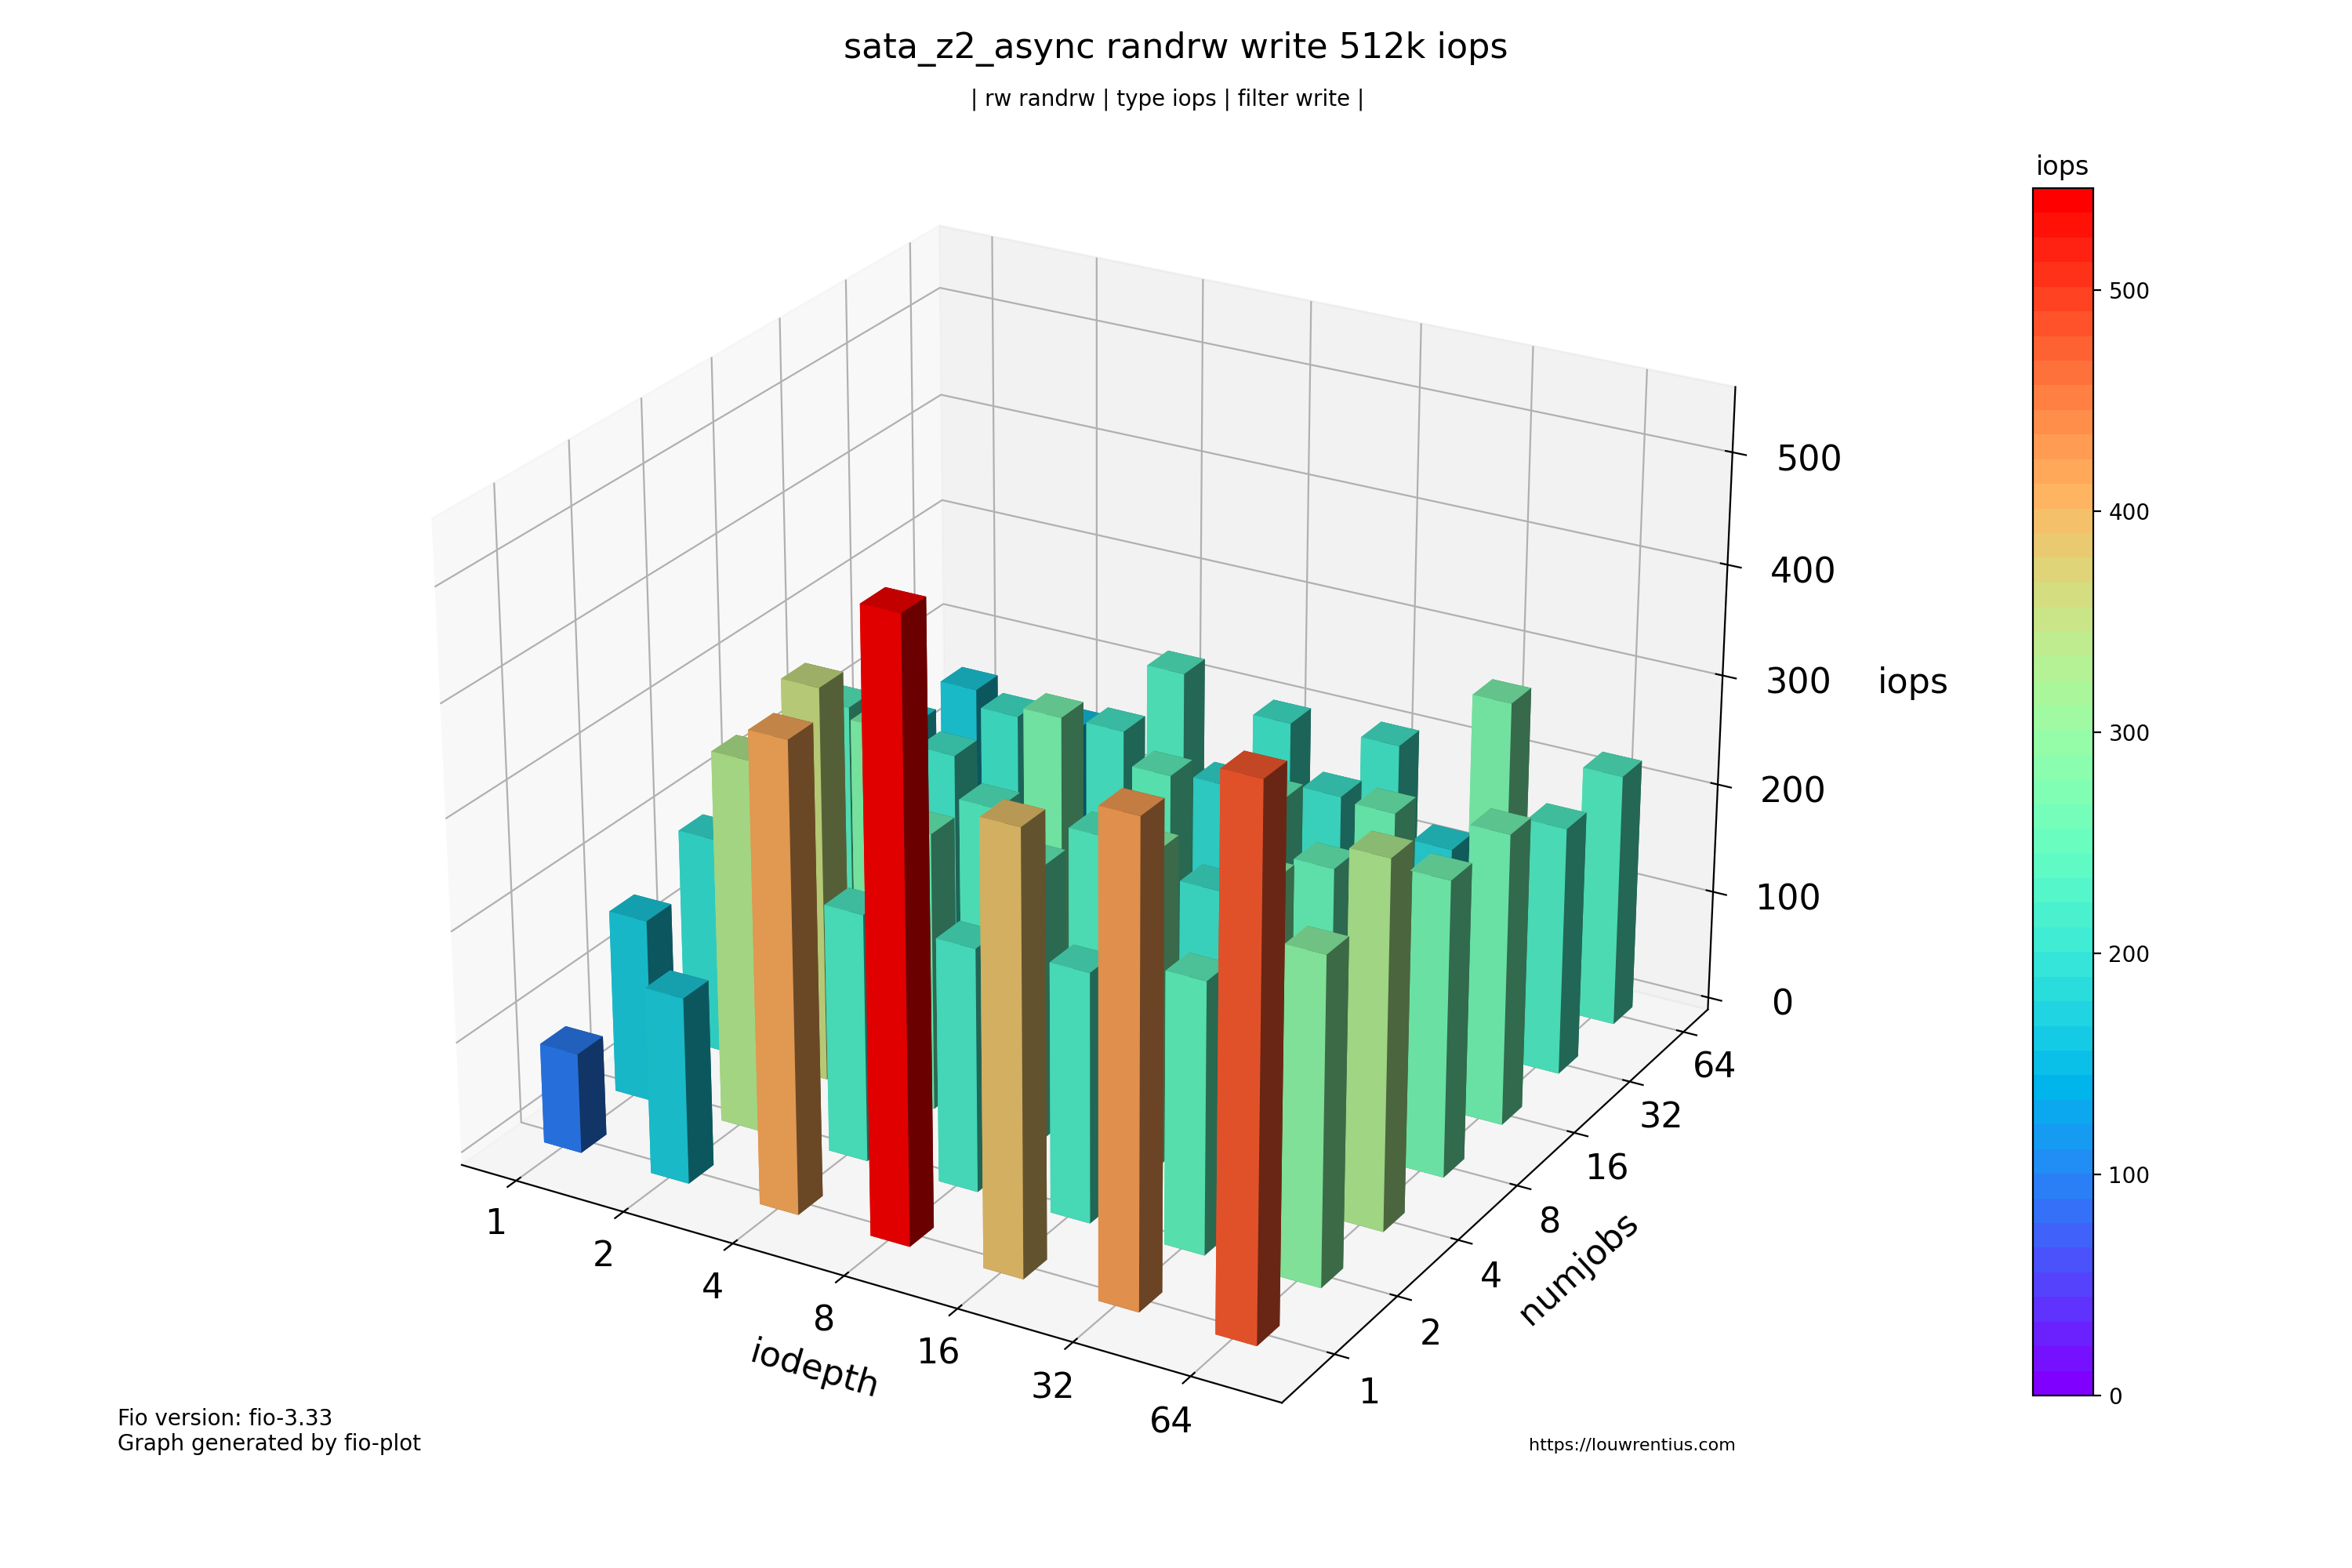 sata_z2_async randrw write 512k iops
| rw randrw | type iops | filter write |
iops
500
400
300
200
100
0
500
400
300
200
100
0
iops
64
32
16
8
4
2
1
numjobs
1
2
4
8
16
32
64
iodepth
Fio version: fio-3.33
Graph generated by fio-plot
https://louwrentius.com